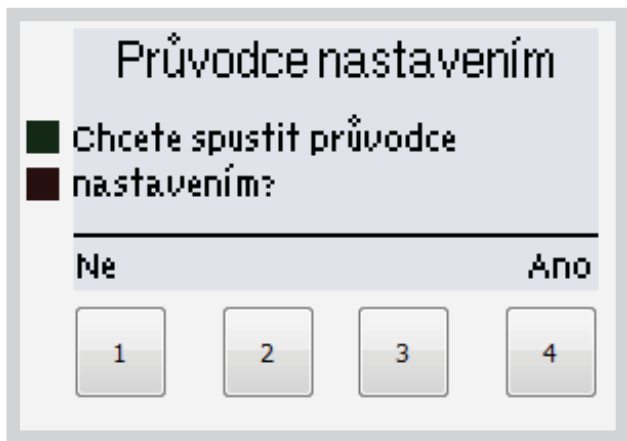 Průvodce nastavením
Chcete spustit průvodce
nastavením?
Ne Ano
1 2 3 4